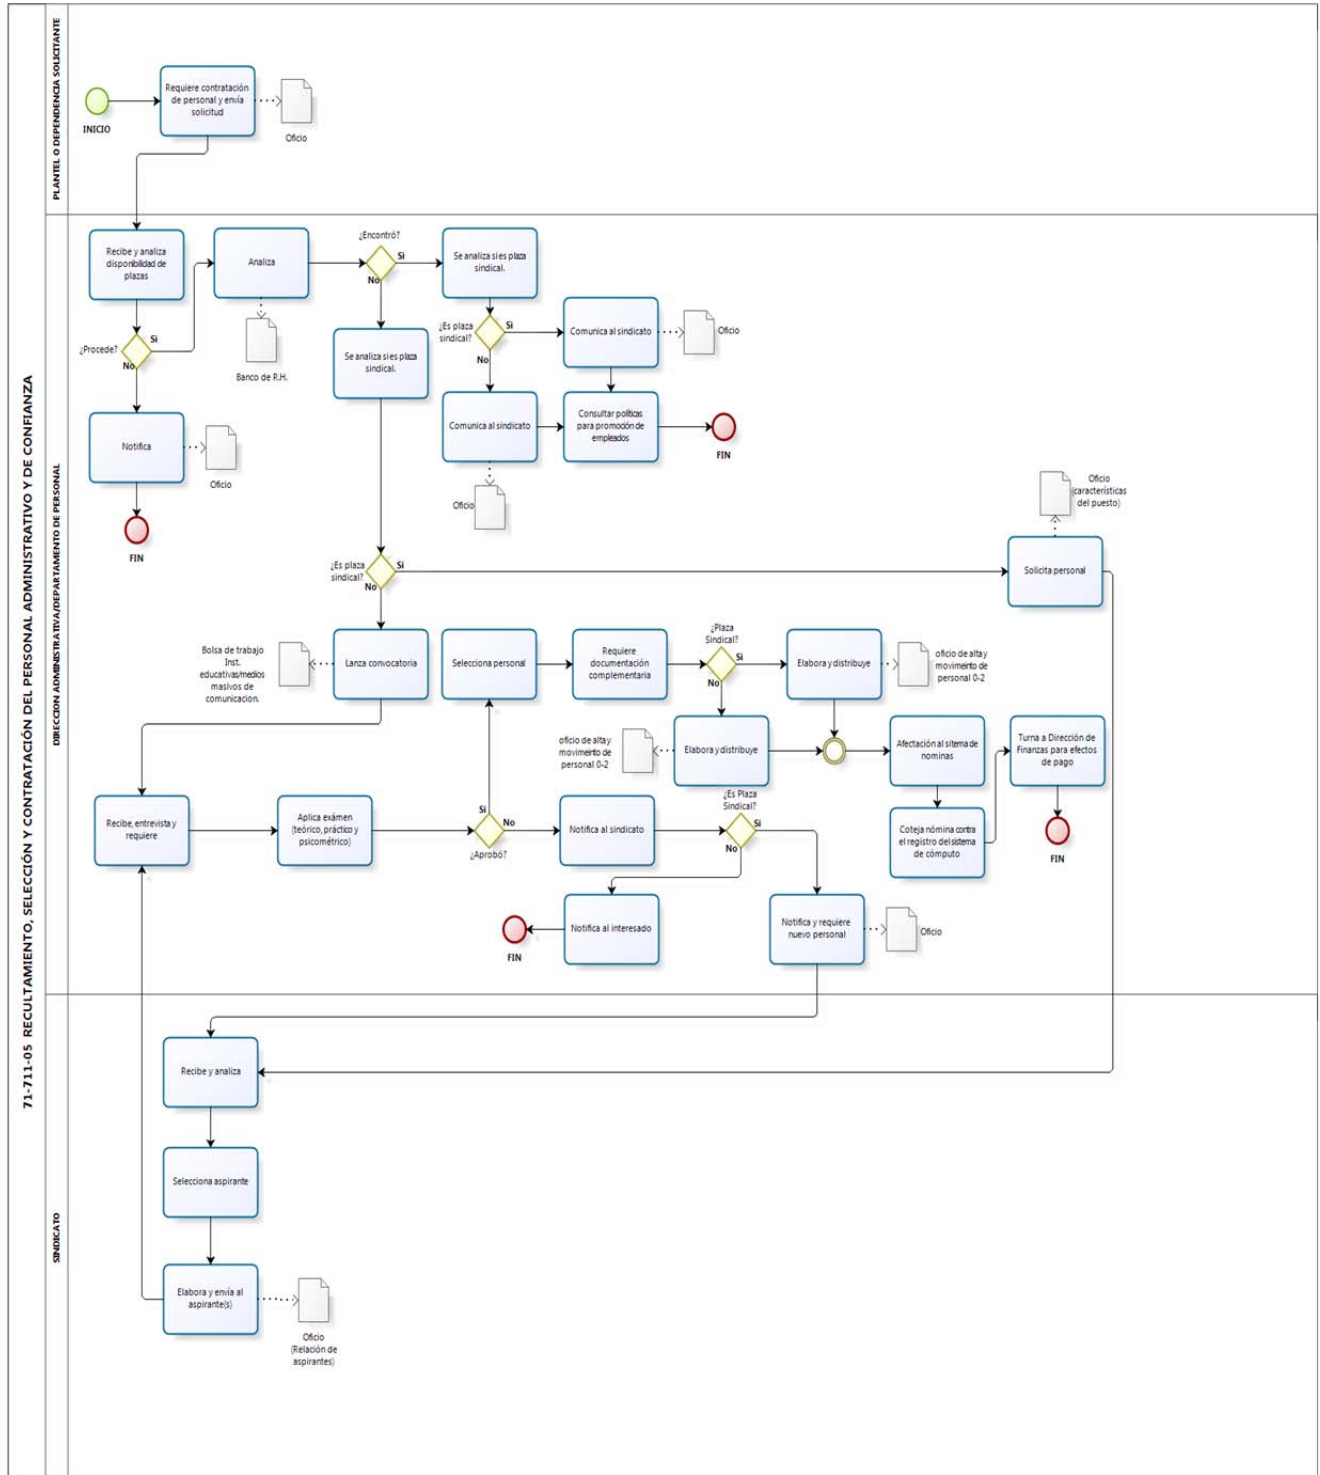 71-711-05 RECULTAMIENTO, SELECCIÓN Y CONTRATACIÓN DEL PERSONAL ADMINISTRATIVO Y DE CONFIANZA
PLANTEL O DEPENDENCIA SOLICITANTE
INICIO
Requiere contratación
de personal y envía
solicitud
Oficio
DIRECCION ADMINISTRATIVA/DEPARTAMENTO DE PERSONAL
Recibe y analiza
disponibilidad de
plazas
¿Procede?
Si
No
Notifica
Oficio
FIN
Analiza
Banco de R.H.
¿Encontró?
Si
No
Se analiza si es plaza
sindical.
¿Es plaza
sindical?
Si
No
Comunica al sindicato
Oficio
Comunica al sindicato
Oficio
Consultar políticas
para promoción de
empleados
FIN
Se analiza si es plaza
sindical.
¿Es plaza
sindical?
Si
No
Solicita personal
Oficio
(características
del puesto)
Lanza convocatoria
Bolsa de trabajo
Inst.
educativas/medios
masivos de
comunicacion.
Recibe, entrevista y
requiere
Aplica exámen
(teórico, práctico y
psicométrico)
¿Aprobó?
Si
No
Selecciona personal
Requiere
documentación
complementaria
¿Plaza
Sindical?
Si
No
Elabora y distribuye
oficio de alta y
movimiento de
personal 0-2
Elabora y distribuye
oficio de alta y
movimiento de
personal 0-2
Afectación al sitema de
nominas
Coteja nómina contra
el registro del sistema
de cómputo
Turna a Dirección de
Finanzas para efectos
de pago
FIN
Notifica al sindicato
¿Es Plaza
Sindical?
Si
No
Notifica al interesado
FIN
Notifica y requiere
nuevo personal
Oficio
SINDICATO
Recibe y analiza
Selecciona aspirante
Elabora y envía al
aspirante(s)
Oficio
(Relación de
aspirantes)